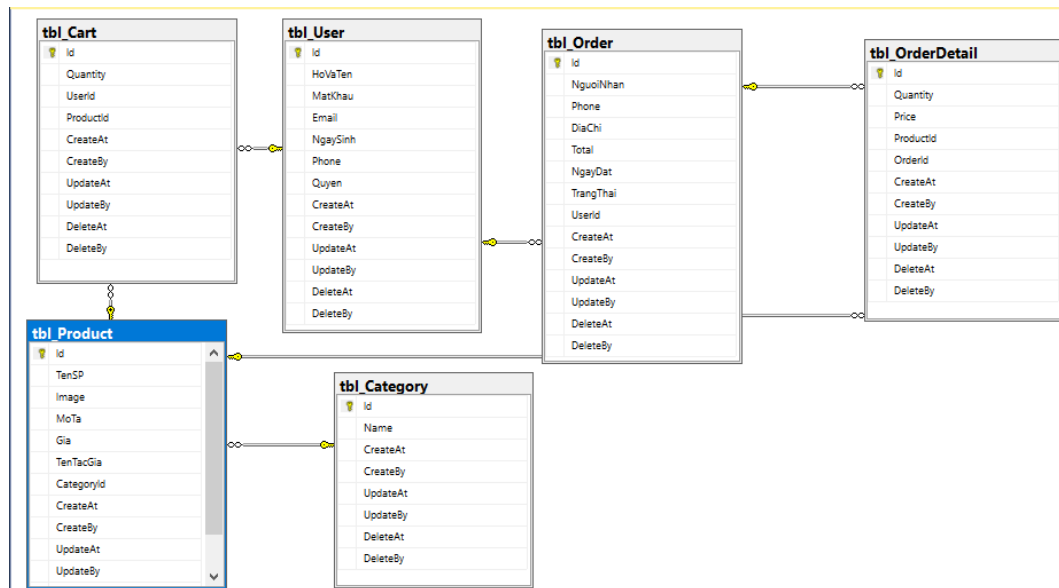 tbl_Cart
Id
Quantity
UserId
ProductId
CreateAt
CreateBy
UpdateAt
UpdateBy
DeleteAt
DeleteBy
tbl_User
Id
HoVaTen
MatKhau
Email
NgaySinh
Phone
Quyen
CreateAt
CreateBy
UpdateAt
UpdateBy
DeleteAt
DeleteBy
tbl_Order
Id
NguoiNhan
Phone
DiaChi
Total
NgayDat
TrangThai
UserId
CreateAt
CreateBy
UpdateAt
UpdateBy
DeleteAt
DeleteBy
tbl_OrderDetail
Id
Quantity
Price
ProductId
OrderId
CreateAt
CreateBy
UpdateAt
UpdateBy
DeleteAt
DeleteBy
tbl_Product
Id
TenSP
Image
MoTa
Gia
TenTacGia
CategoryId
CreateAt
CreateBy
UpdateAt
UpdateBy
tbl_Category
Id
Name
CreateAt
CreateBy
UpdateAt
UpdateBy
DeleteAt
DeleteBy